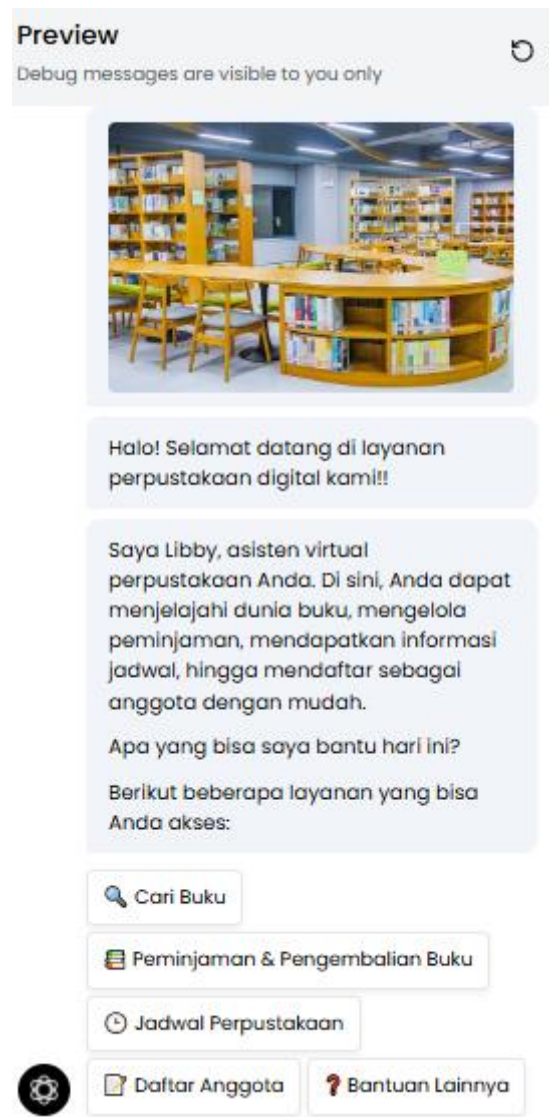 Preview
Debug messages are visible to you only
Halo! Selamat datang di layanan
perpustakaan digital kami!!
Saya Libby, asisten virtual
perpustakaan Anda. Di sini, Anda dapat
menjelajahi dunia buku, mengelola
peminjaman, mendapatkan informasi
jadwal, hingga mendaftar sebagai
anggota dengan mudah.
Apa yang bisa saya bantu hari ini?
Berikut beberapa layanan yang bisa
Anda akses:
🔍 Cari Buku
📚 Peminjaman & Pengembalian Buku
🕒 Jadwal Perpustakaan
📝 Daftar Anggota ❓ Bantuan Lainnya